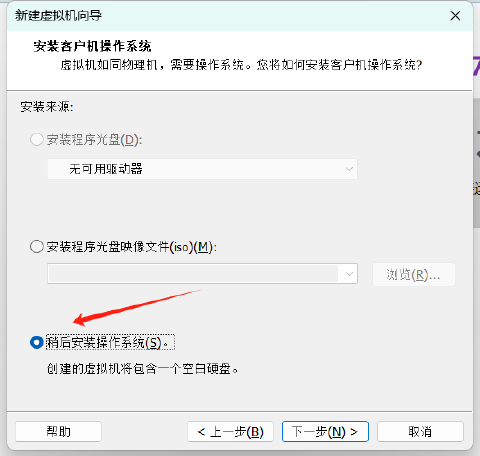 新建虚拟机向导
安装客户机操作系统
虚拟机如同物理机，需要操作系统。您将如何安装客户机操作系统?
安装来源:
安装程序光盘(D):
无可用驱动器
安装程序光盘映像文件(iso)(M):
浏览(R)...
稍后安装操作系统(S)。
创建的虚拟机将包含一个空白硬盘。
帮助
< 上一步(B)
下一步(N) >
取消